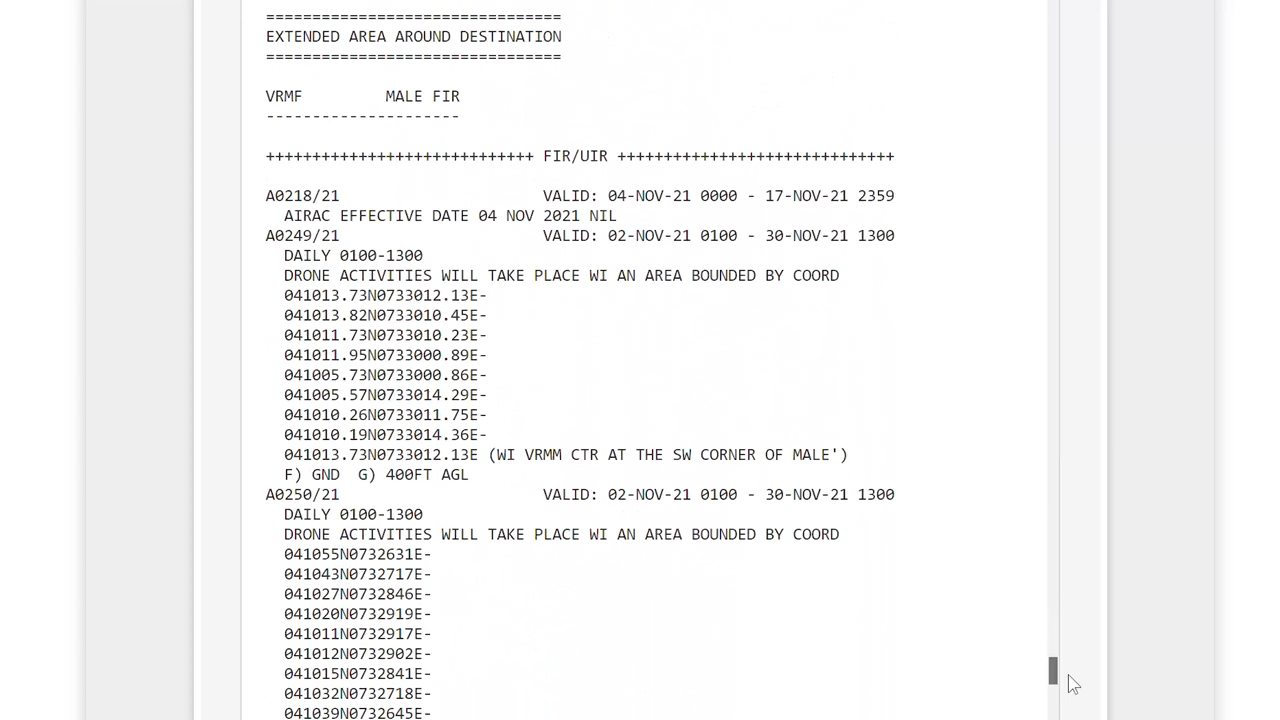 ================================
EXTENDED AREA AROUND DESTINATION
================================
VRMF MALE FIR
---------------------
+++++++++++++++++++++++++++++ FIR/UIR ++++++++++++++++++++++++++++++
A0218/21 VALID: 04-NOV-21 0000 - 17-NOV-21 2359
AIRAC EFFECTIVE DATE 04 NOV 2021 NIL
A0249/21 VALID: 02-NOV-21 0100 - 30-NOV-21 1300
DAILY 0100-1300
DRONE ACTIVITIES WILL TAKE PLACE WI AN AREA BOUNDED BY COORD
041013.73N0733012.13E-
041013.82N0733010.45E-
041011.73N0733010.23E-
041011.95N0733000.89E-
041005.73N0733000.86E-
041005.57N0733014.29E-
041010.26N0733011.75E-
041010.19N0733014.36E-
041013.73N0733012.13E (WI VRMM CTR AT THE SW CORNER OF MALE')
F) GND G) 400FT AGL
A0250/21 VALID: 02-NOV-21 0100 - 30-NOV-21 1300
DAILY 0100-1300
DRONE ACTIVITIES WILL TAKE PLACE WI AN AREA BOUNDED BY COORD
041055N0732631E-
041043N0732717E-
041027N0732846E-
041020N0732919E-
041011N0732917E-
041012N0732902E-
041015N0732841E-
041032N0732718E-
041039N0732645E-